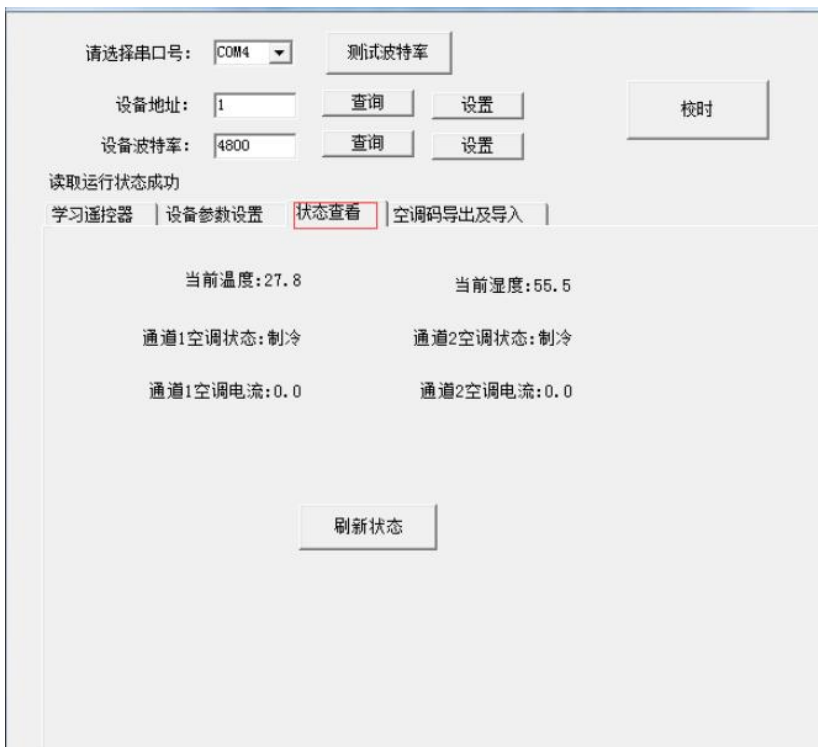 请选择串口号: COM4 测试波特率
设备地址: 1 查询 设置 校时
设备波特率: 4800 查询 设置
读取运行状态成功
学习遥控器 设备参数设置 状态查看 空调码导出及导入
当前温度:27.8 当前湿度:55.5
通道1空调状态:制冷 通道2空调状态:制冷
通道1空调电流:0.0 通道2空调电流:0.0
刷新状态